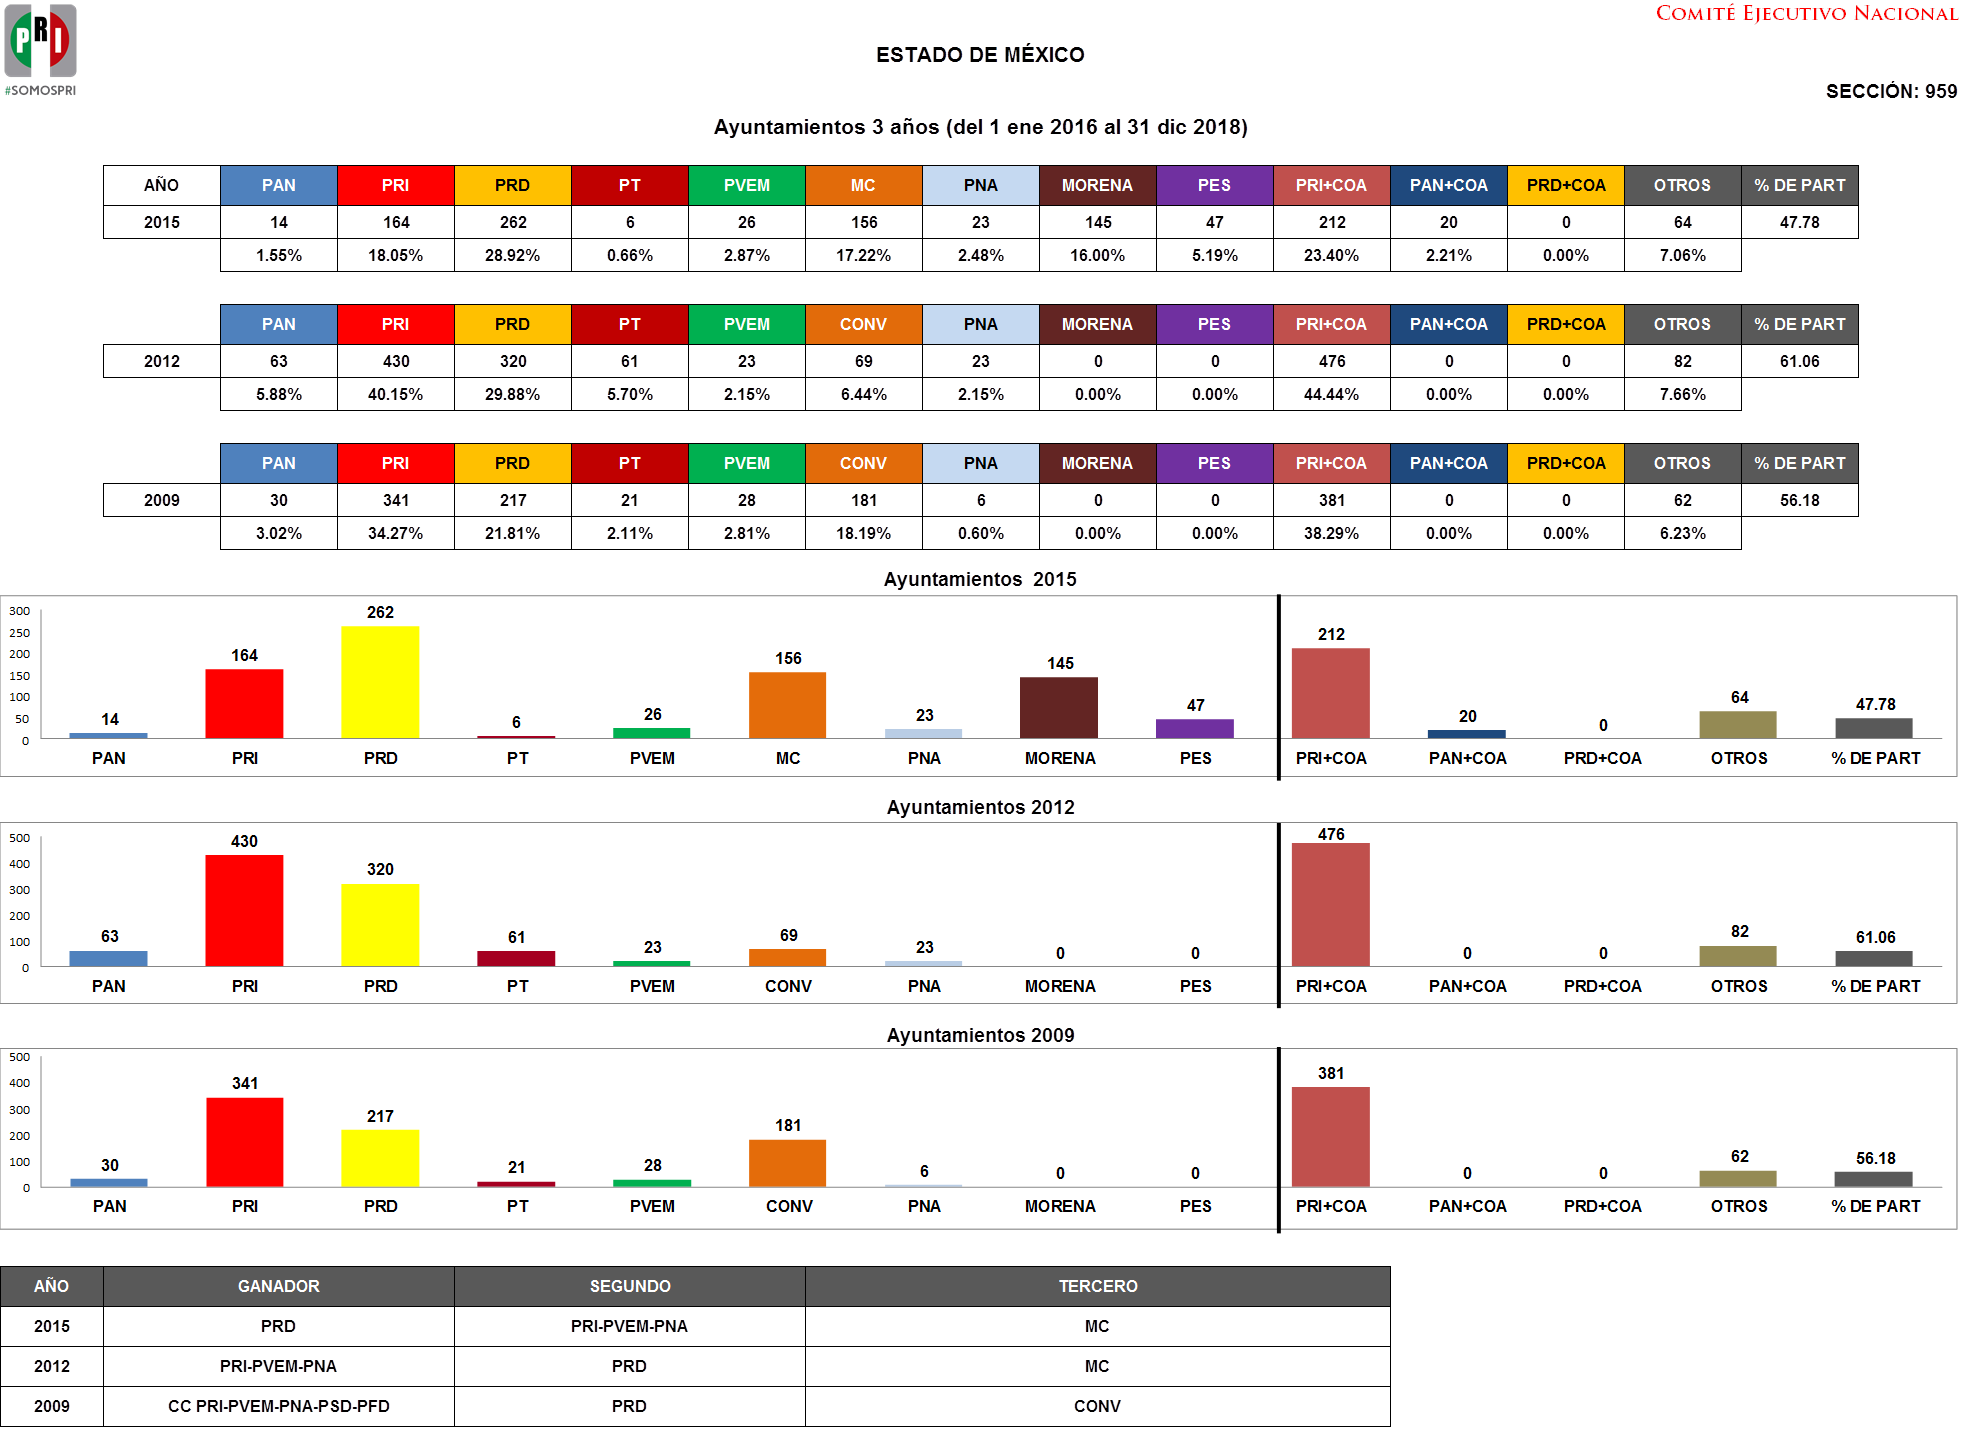 PRI
#SOMOSPRI
COMITÉ EJECUTIVO NACIONAL
ESTADO DE MÉXICO
SECCIÓN: 959
Ayuntamientos 3 años (del 1 ene 2016 al 31 dic 2018)
AÑO PAN PRI PRD PT PVEM MC PNA MORENA PES PRI+COA PAN+COA PRD+COA OTROS % DE PART
2015 14 164 262 6 26 156 23 145 47 212 20 0 64 47.78
1.55% 18.05% 28.92% 0.66% 2.87% 17.22% 2.48% 16.00% 5.19% 23.40% 2.21% 0.00% 7.06%
PAN PRI PRD PT PVEM CONV PNA MORENA PES PRI+COA PAN+COA PRD+COA OTROS % DE PART
2012 63 430 320 61 23 69 23 0 0 476 0 0 82 61.06
5.88% 40.15% 29.88% 5.70% 2.15% 6.44% 2.15% 0.00% 0.00% 44.44% 0.00% 0.00% 7.66%
PAN PRI PRD PT PVEM CONV PNA MORENA PES PRI+COA PAN+COA PRD+COA OTROS % DE PART
2009 30 341 217 21 28 181 6 0 0 381 0 0 62 56.18
3.02% 34.27% 21.81% 2.11% 2.81% 18.19% 0.60% 0.00% 0.00% 38.29% 0.00% 0.00% 6.23%
Ayuntamientos 2015
300
250
200
150
100
50
0
14 164 262 6 26 156 23 145 47 212 20 0 64 47.78
PAN PRI PRD PT PVEM MC PNA MORENA PES PRI+COA PAN+COA PRD+COA OTROS % DE PART
Ayuntamientos 2012
500
400
300
200
100
0
63 430 320 61 23 69 23 0 0 476 0 0 82 61.06
PAN PRI PRD PT PVEM CONV PNA MORENA PES PRI+COA PAN+COA PRD+COA OTROS % DE PART
Ayuntamientos 2009
500
400
300
200
100
0
30 341 217 21 28 181 6 0 0 381 0 0 62 56.18
PAN PRI PRD PT PVEM CONV PNA MORENA PES PRI+COA PAN+COA PRD+COA OTROS % DE PART
AÑO GANADOR SEGUNDO TERCERO
2015 PRD PRI-PVEM-PNA MC
2012 PRI-PVEM-PNA PRD MC
2009 CC PRI-PVEM-PNA-PSD-PFD PRD CONV